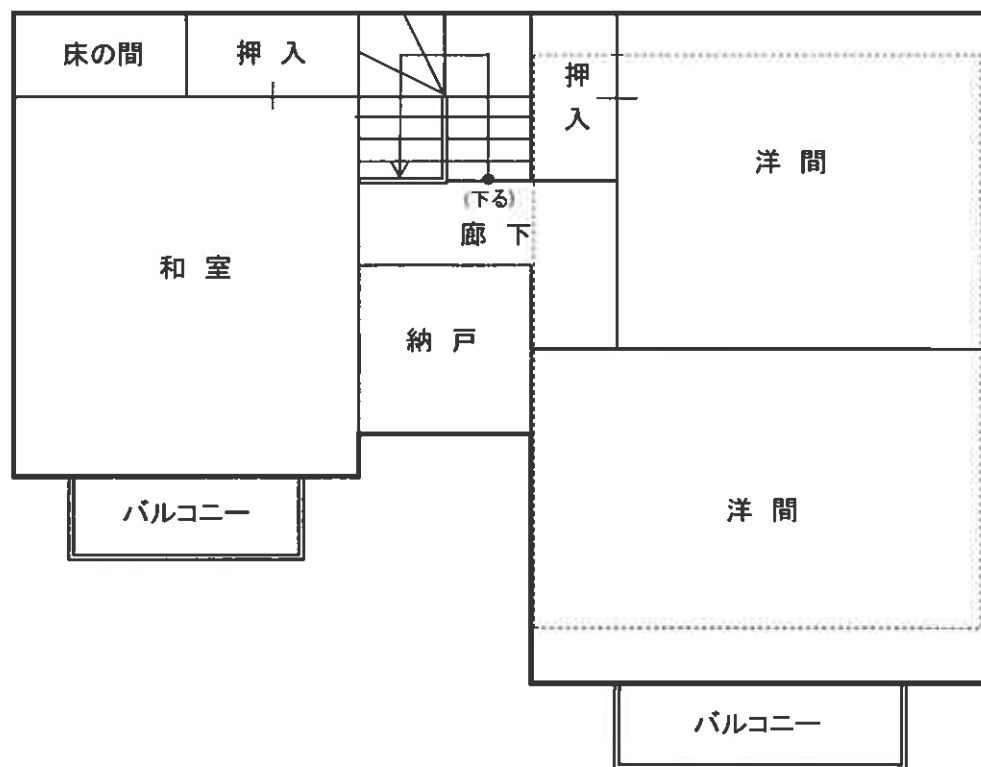 床の間
押 入
押
入
洋 間
(下る)
廊 下
和 室
納 戸
バルコニー
洋 間
バルコニー